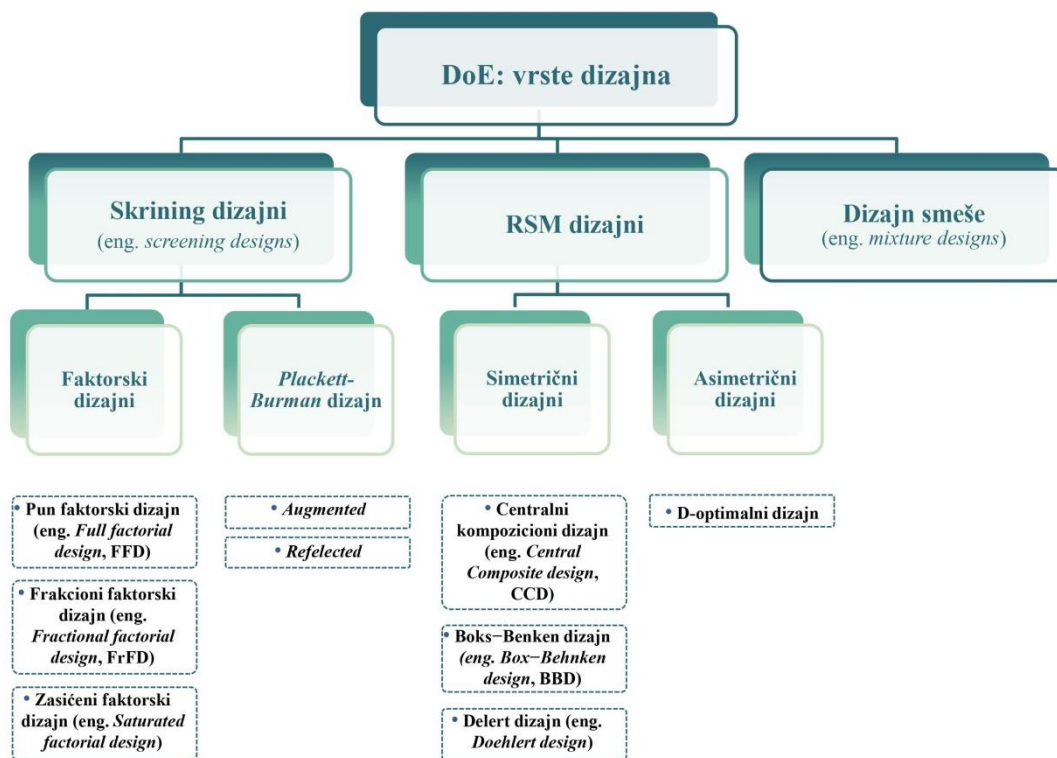 DoE: vrste dizajna
Skrining dizajni
(eng. screening designs)
RSM dizajni
Dizajn smeše
(eng. mixture designs)
Faktorski
dizajni
Plackett-
Burman dizajn
Simetrični
dizajni
Asimetrični
dizajni
• Pun faktorski dizajn
(eng. Full factorial
design, FFD)
• Frakcioni faktorski
dizajn (eng.
Fractional factorial
design, FrFD)
• Zasićeni faktorski
dizajn (eng. Saturated
factorial design)
• Augmented
• Refelected
• Centralni
kompozicioni dizajn
(eng. Central
Composite design,
CCD)
• Boks−Benken dizajn
(eng. Box−Behnken
design, BBD)
• Delert dizajn (eng.
Doehlert design)
• D-optimalni dizajn